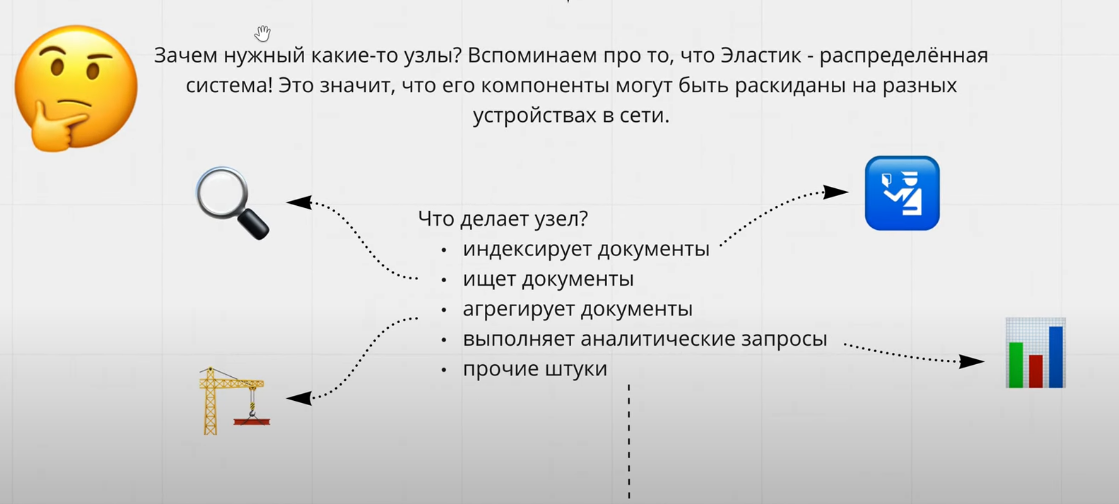 Зачем нужный какие-то узлы? Вспоминаем про то, что Эластик - распределённая
система! Это значит, что его компоненты могут быть раскиданы на разных
устройствах в сети.
Что делает узел?
• индексирует документы
• ищет документы
• агрегирует документы
• выполняет аналитические запросы
• прочие штуки